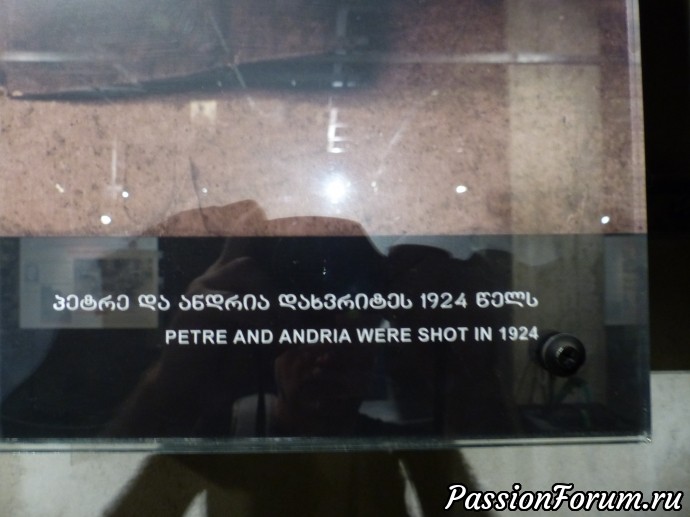 პეტრე და ანდრია დახვრიტეს 1924 წელს
PETRE AND ANDRIA WERE SHOT IN 1924
PassionForum.ru